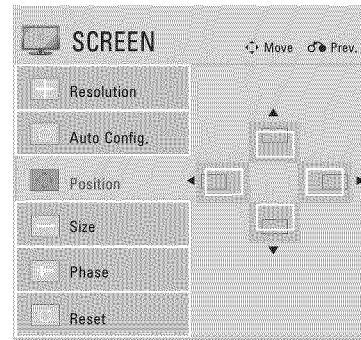 SCREEN
Move Prev.
Resolution
Auto Config.
Position
Size
Phase
Reset